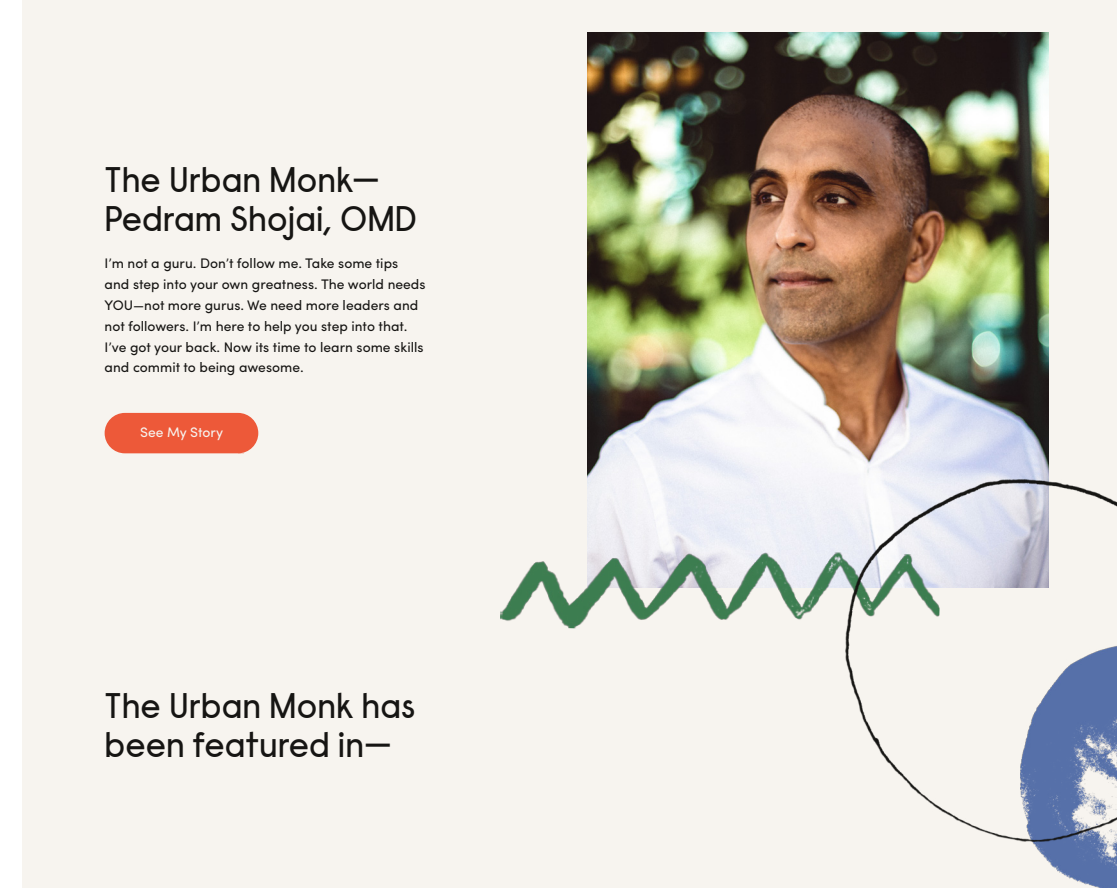 The Urban Monk—
Pedram Shojai, OMD
I’m not a guru. Don’t follow me. Take some tips
and step into your own greatness. The world needs
YOU—not more gurus. We need more leaders and
not followers. I’m here to help you step into that.
I’ve got your back. Now its time to learn some skills
and commit to being awesome.
See My Story
The Urban Monk has
been featured in—